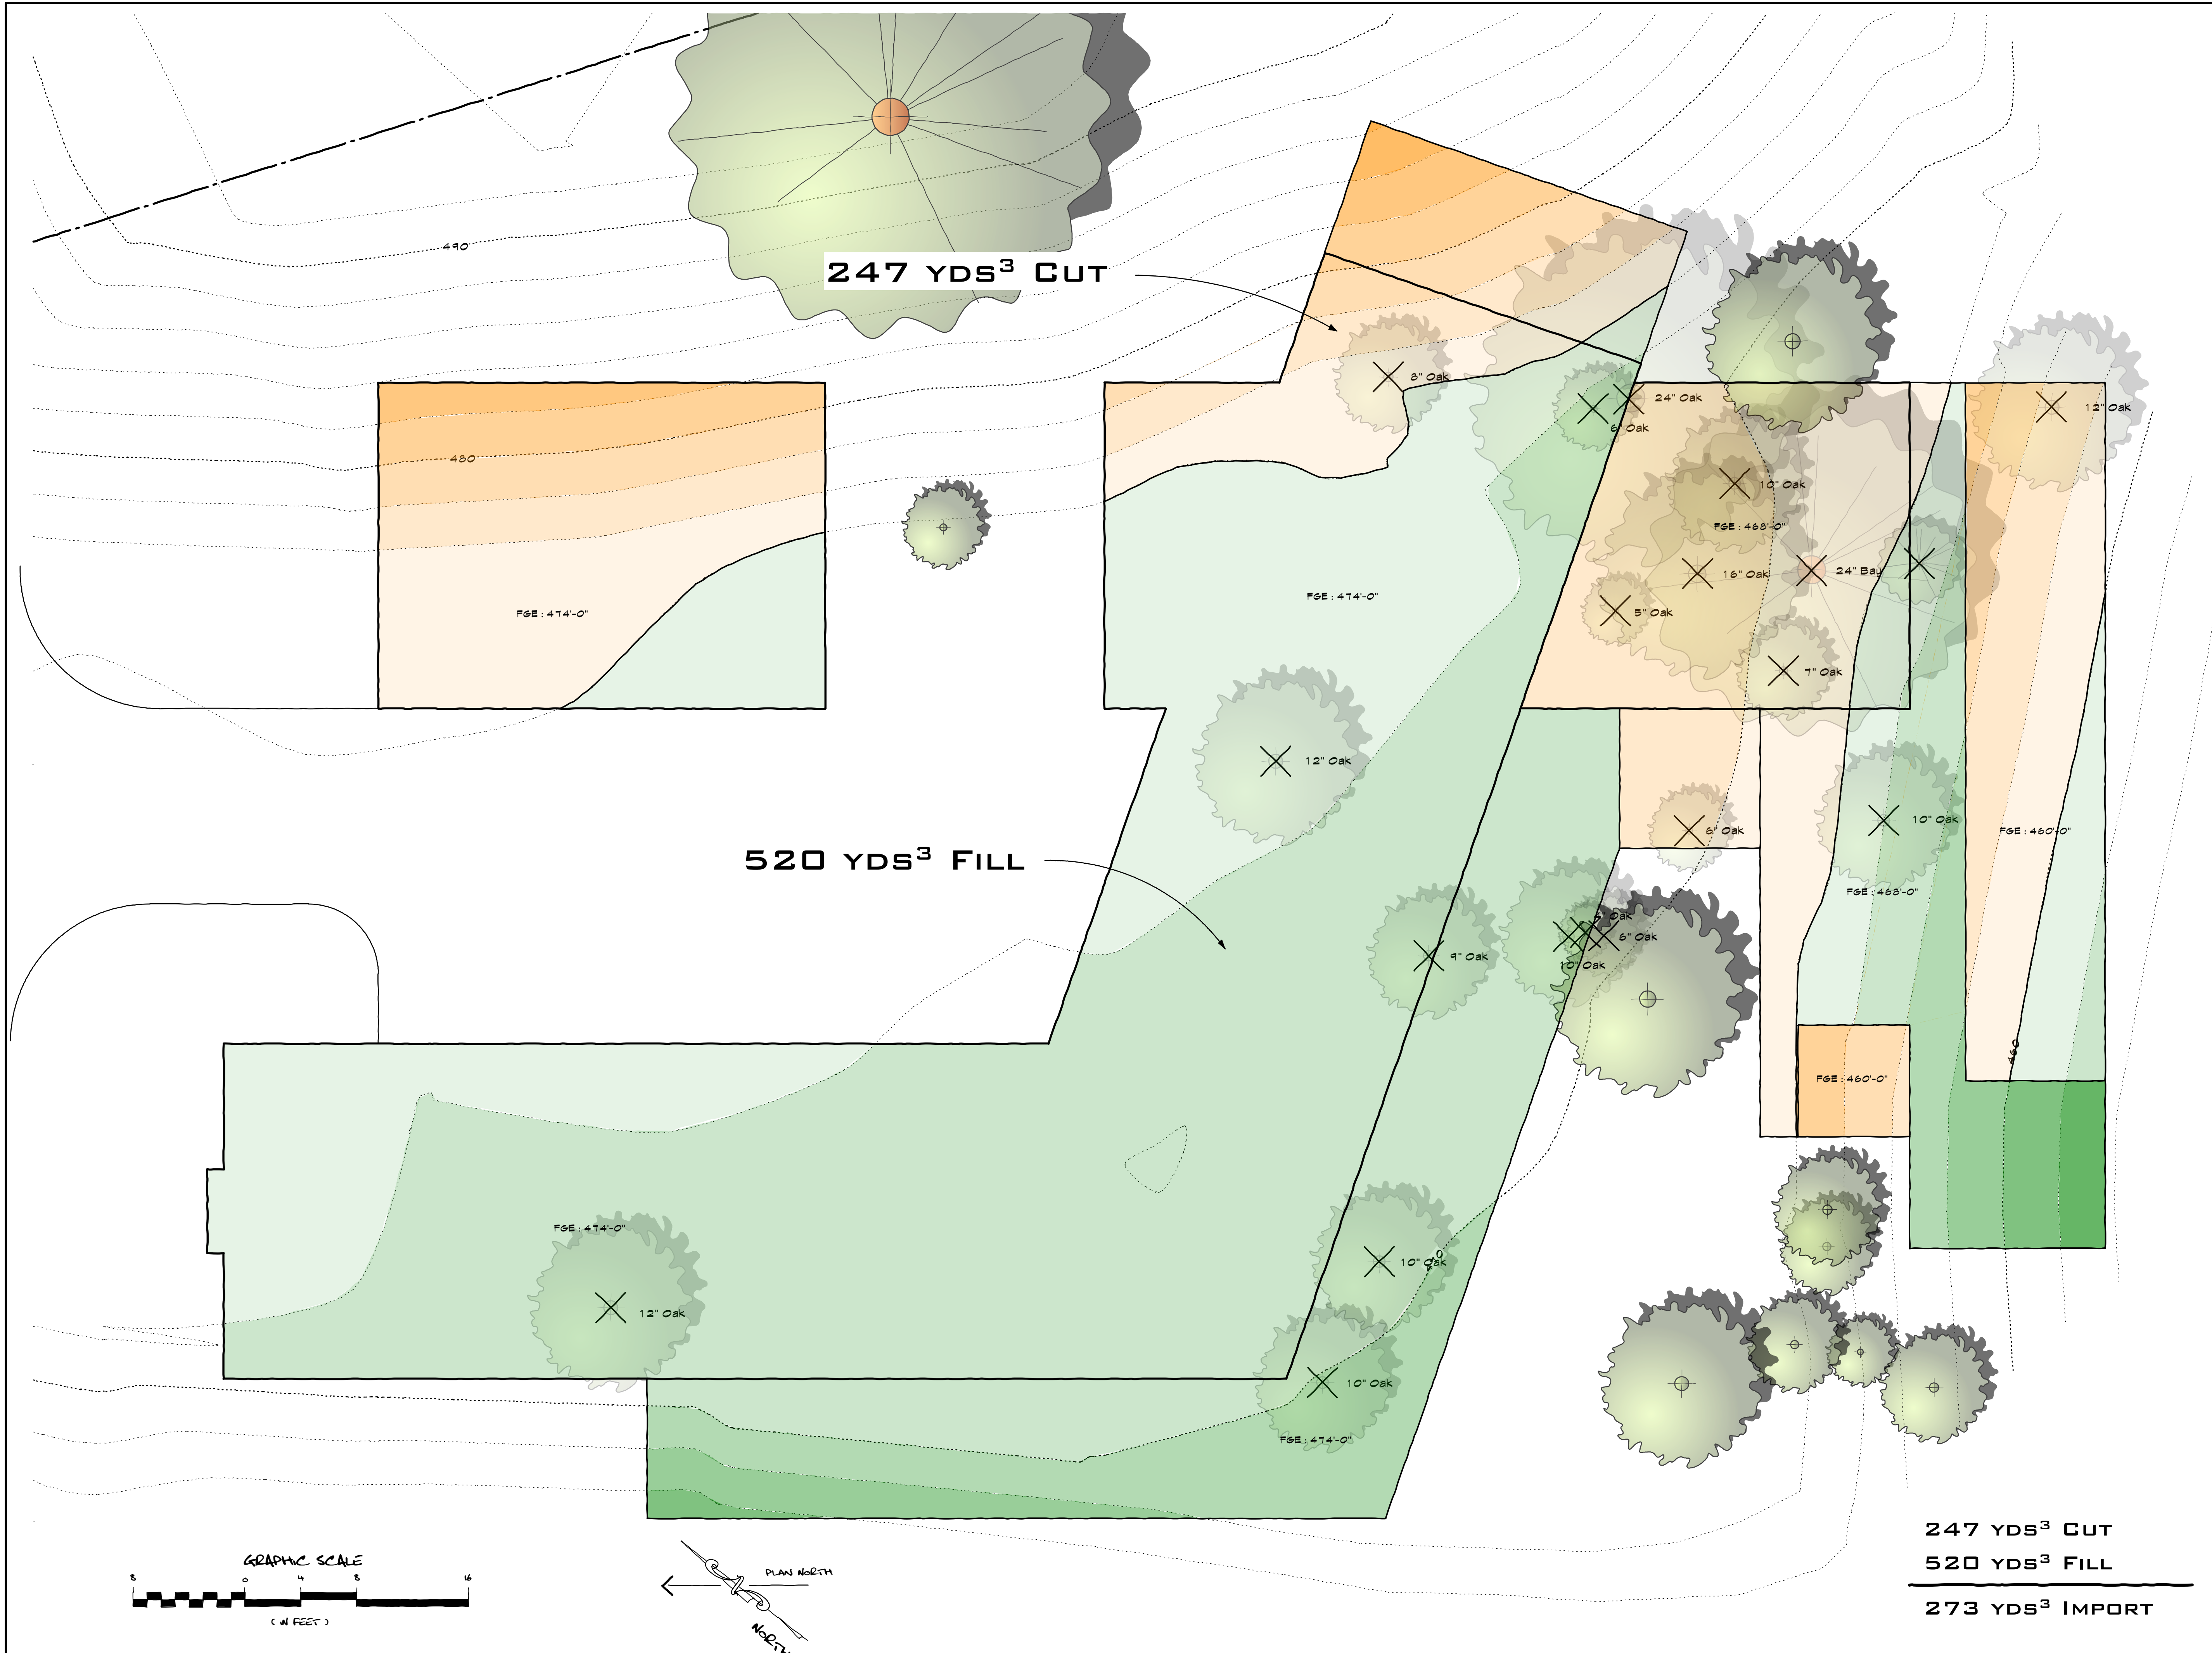 490
247 YDS³ CUT
8" Oak
24" Oak
6" Oak
12" Oak
480
10" Oak
FGE : 468'-0"
16" Oak
24" Bay
FGE : 474'-0"
FGE : 474'-0"
5" Oak
7" Oak
12" Oak
6" Oak
10" Oak
FGE : 460'-0"
520 YDS³ FILL
FGE : 468'-0"
6" Oak
9" Oak
10" Oak
460
FGE : 460'-0"
FGE : 474'-0"
12" Oak
10" Oak
10" Oak
FGE : 474'-0"
247 YDS³ CUT
520 YDS³ FILL
273 YDS³ IMPORT
GRAPHIC SCALE
8 0 4 8 16
( IN FEET )
PLAN NORTH
NORTH